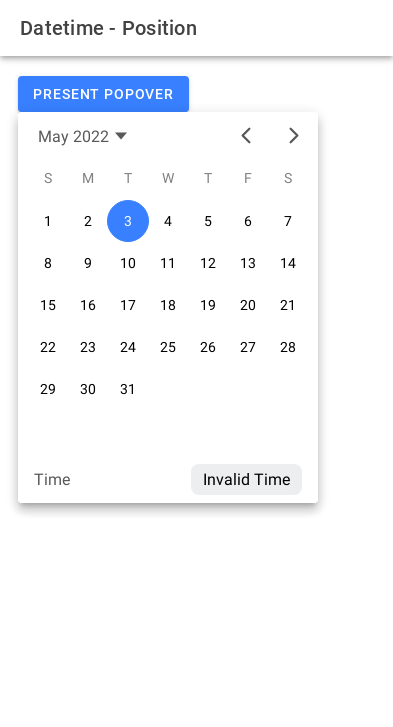 Datetime - Position
PRESENT POPOVER
May 2022
S M T W T F S
1 2 3 4 5 6 7
8 9 10 11 12 13 14
15 16 17 18 19 20 21
22 23 24 25 26 27 28
29 30 31
Time Invalid Time